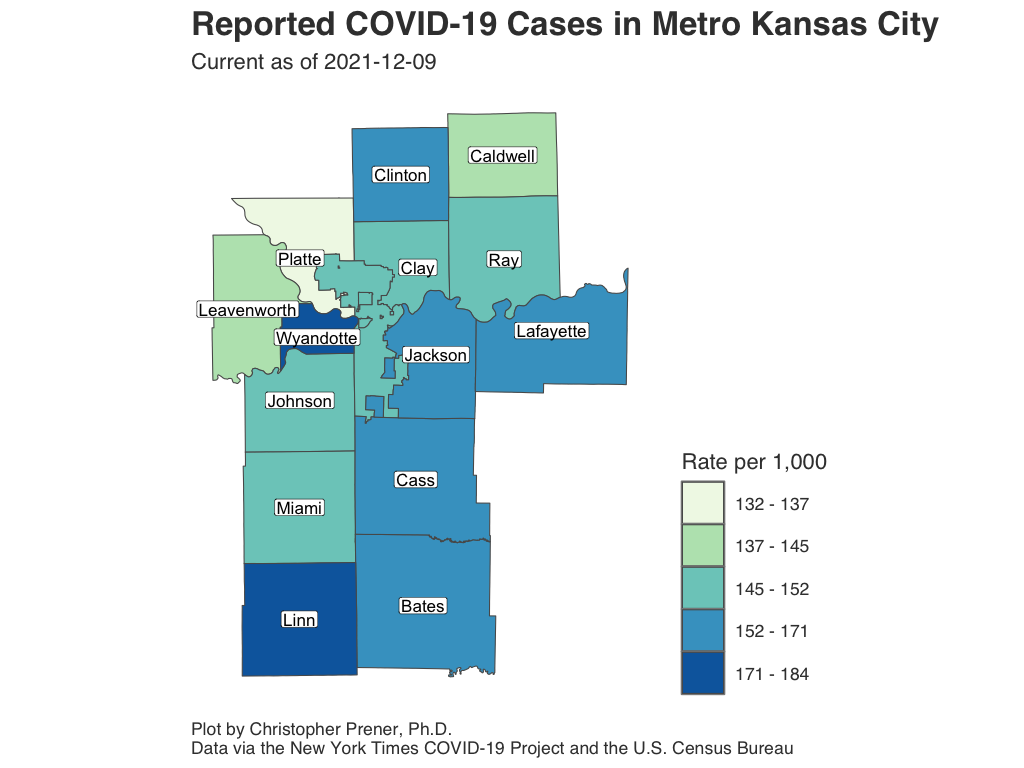 Reported COVID-19 Cases in Metro Kansas City
Current as of 2021-12-09
Caldwell
Clinton
Platte
Clay
Ray
Leavenworth
Wyandotte
Lafayette
Jackson
Johnson
Cass
Miami
Bates
Linn
Rate per 1,000
132 - 137
137 - 145
145 - 152
152 - 171
171 - 184
Plot by Christopher Prener, Ph.D.
Data via the New York Times COVID-19 Project and the U.S. Census Bureau